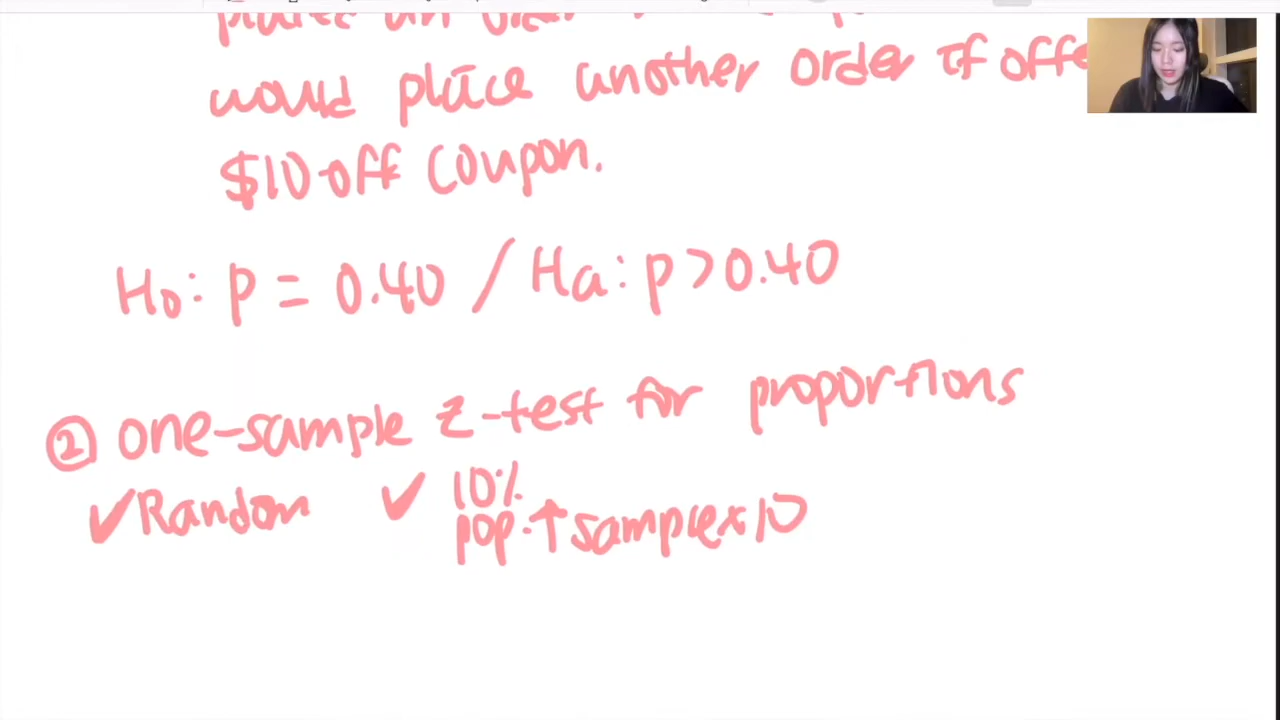 would place another order if offe
$10 off coupon.
H₀: p = 0.40 / Ha: p > 0.40
② one-sample z-test for proportions
✓Random ✓ 10%
pop. ↑ sample x 10